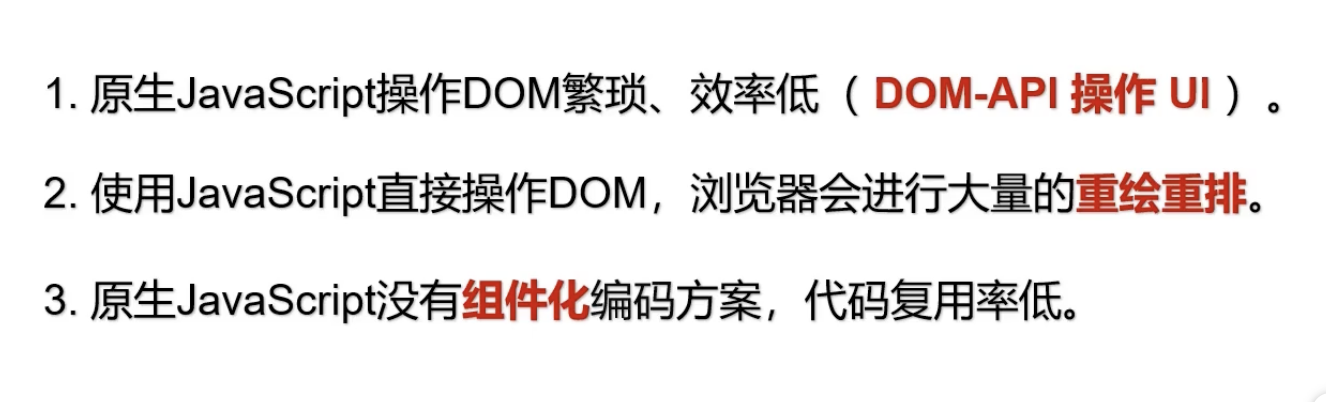 1. 原生JavaScript操作DOM繁琐、效率低（ DOM-API 操作 UI ）。
2. 使用JavaScript直接操作DOM，浏览器会进行大量的重绘重排。
3. 原生JavaScript没有组件化编码方案，代码复用率低。